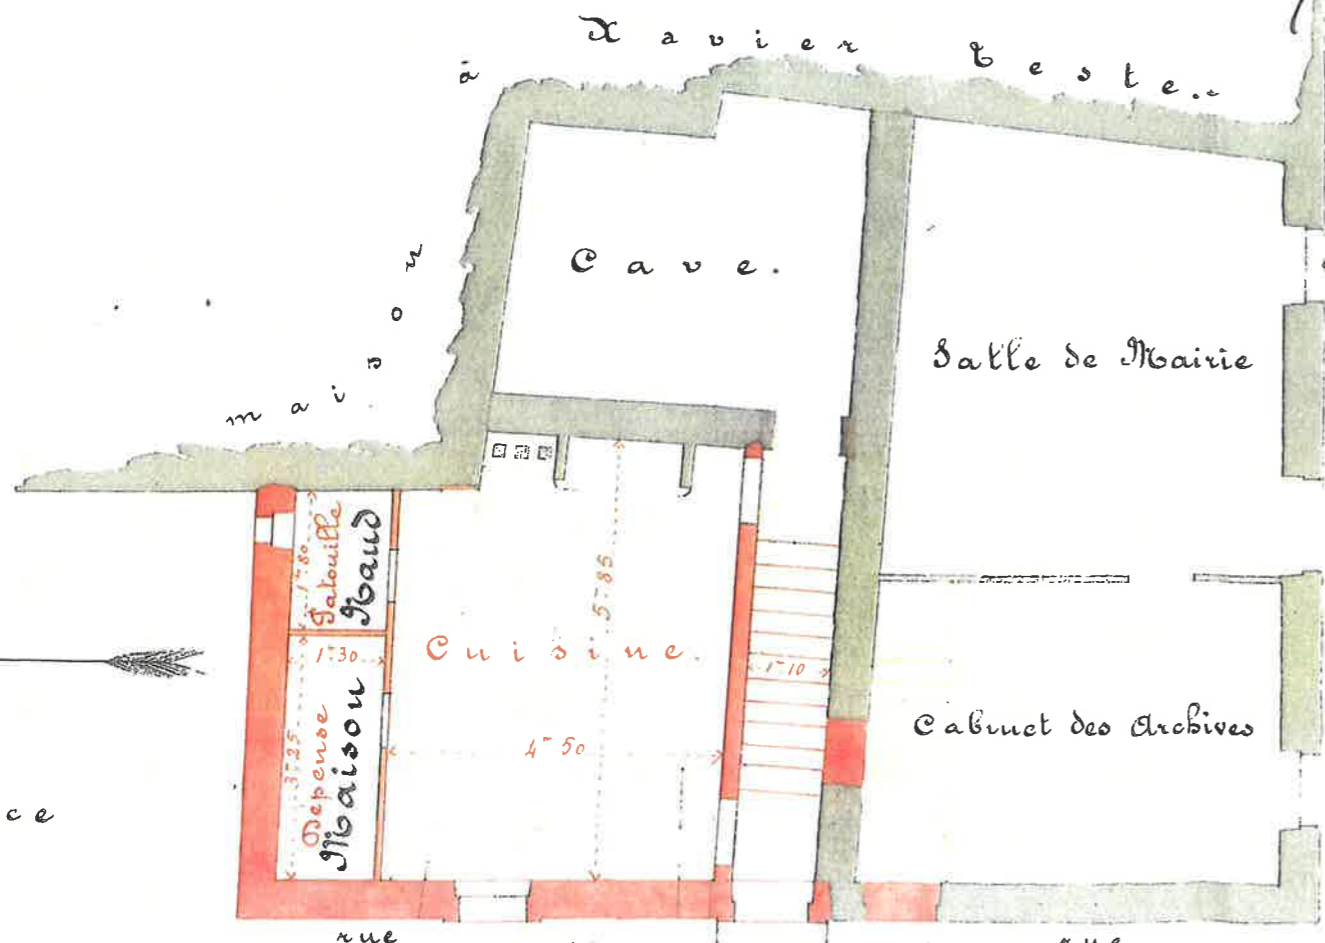 maison à Xavier Teste.
Cave.
Salle de Mairie
Patouille
1m80
Maison Naud
1m30
Cuisine.
5m85
1m10
Cabinet des Archives
4m50
Dépense
3m25
ce
rue